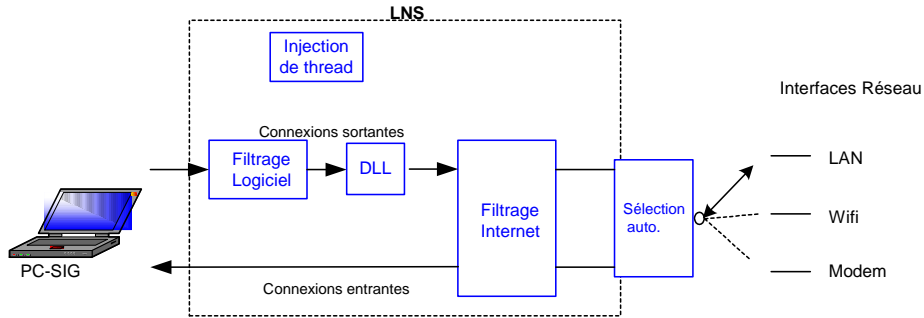 LNS
Injection
de thread
Interfaces Réseau
Connexions sortantes
Filtrage
Logiciel
DLL
Filtrage
Internet
Sélection
auto.
LAN
Wifi
Modem
PC-SIG
Connexions entrantes